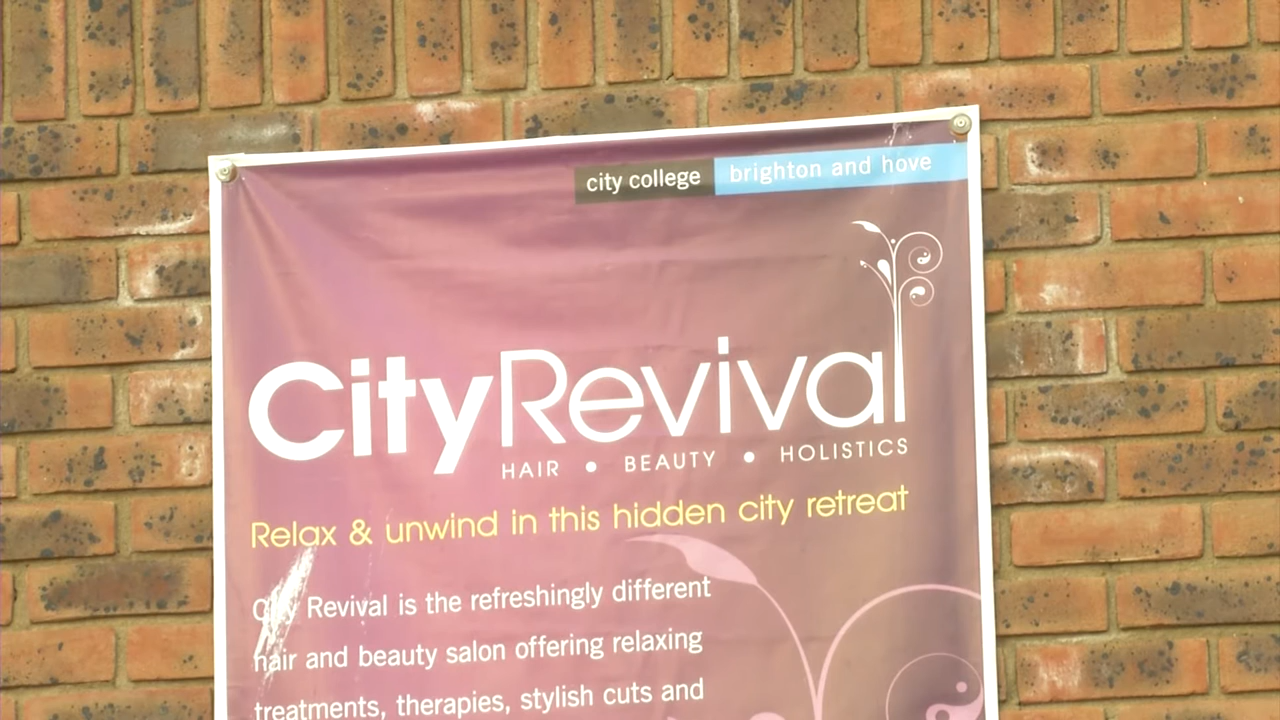 city college brighton and hove
CityRevival
HAIR • BEAUTY • HOLISTICS
Relax & unwind in this hidden city retreat
City Revival is the refreshingly different
hair and beauty salon offering relaxing
treatments, therapies, stylish cuts and